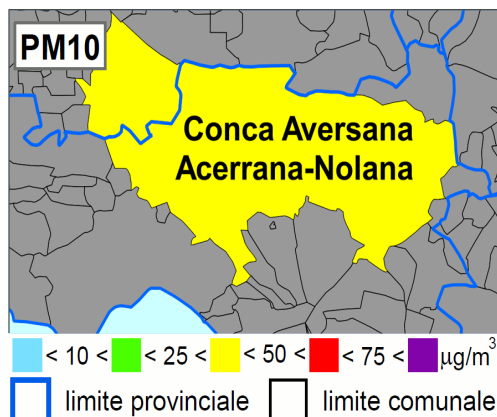 PM10
Conca Aversana
Acerrana-Nolana
< 10 < < 25 < < 50 < < 75 < μg/m³
limite provinciale limite comunale